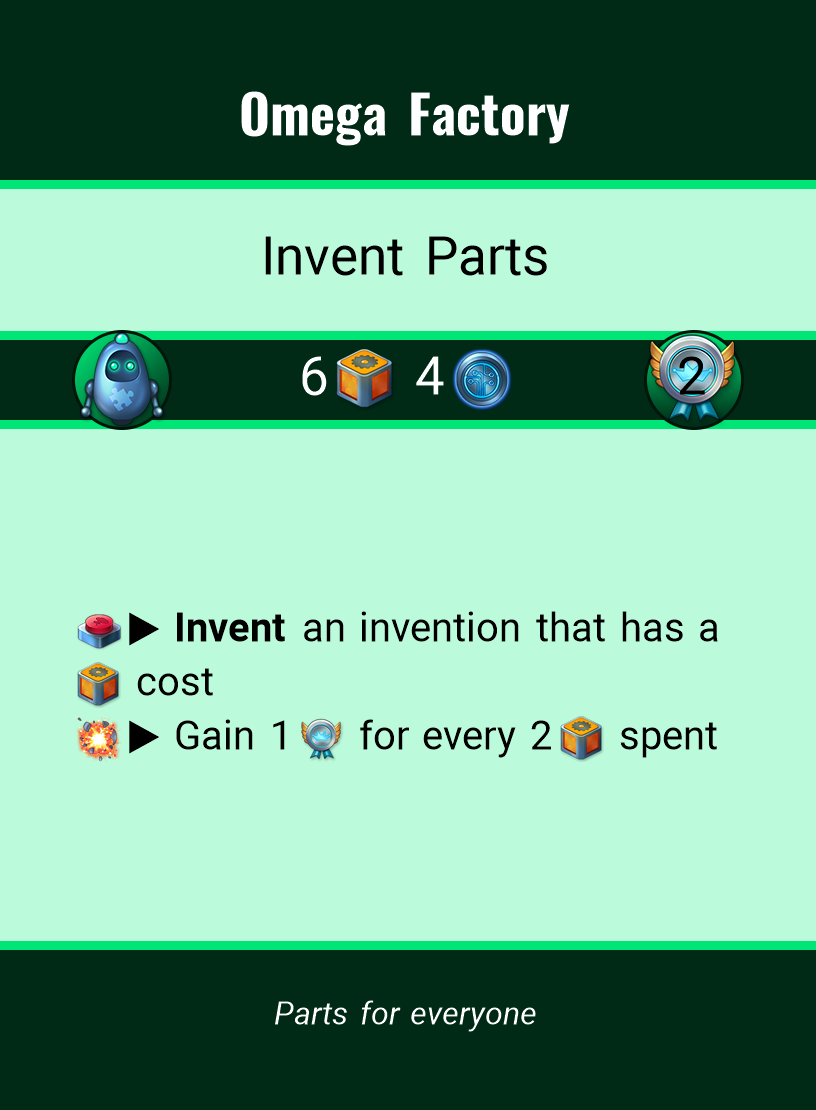 Omega Factory
Invent Parts
6 4 2
▶ Invent an invention that has a
cost
▶ Gain 1 for every 2 spent
Parts for everyone